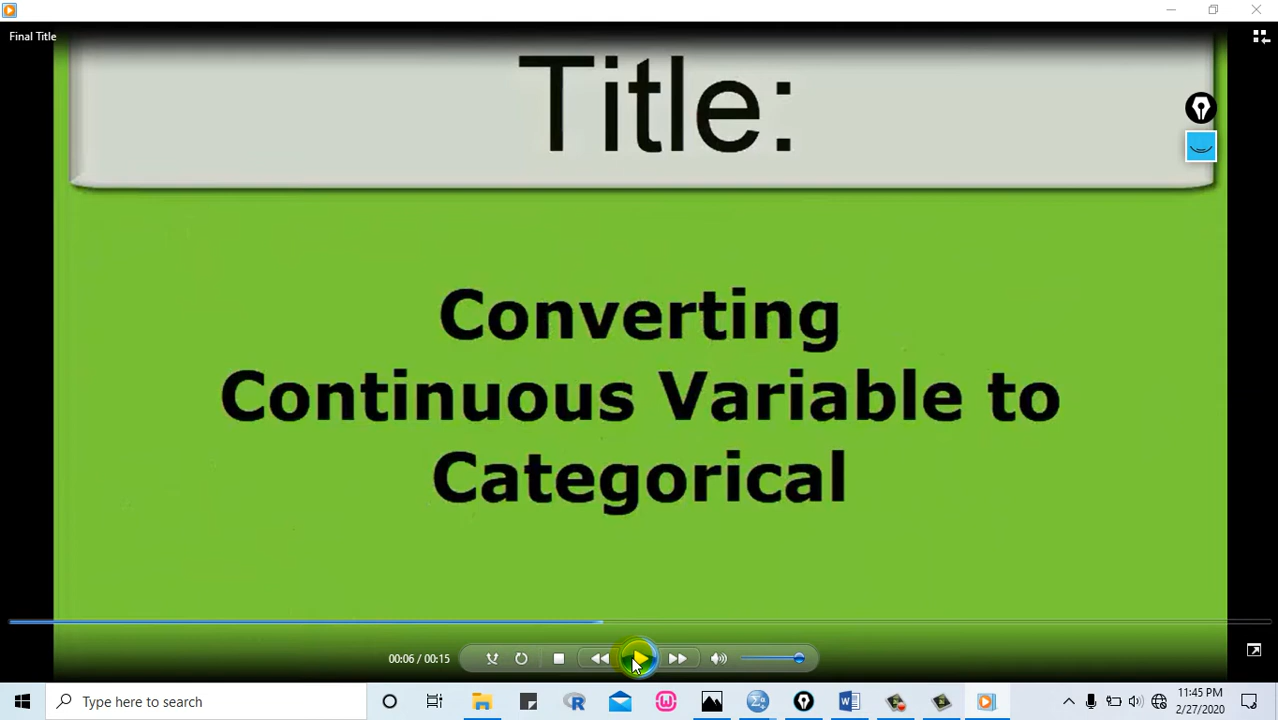 Final Title
Title:
Converting
Continuous Variable to
Categorical
00:06 / 00:15
Type here to search
11:45 PM
2/27/2020